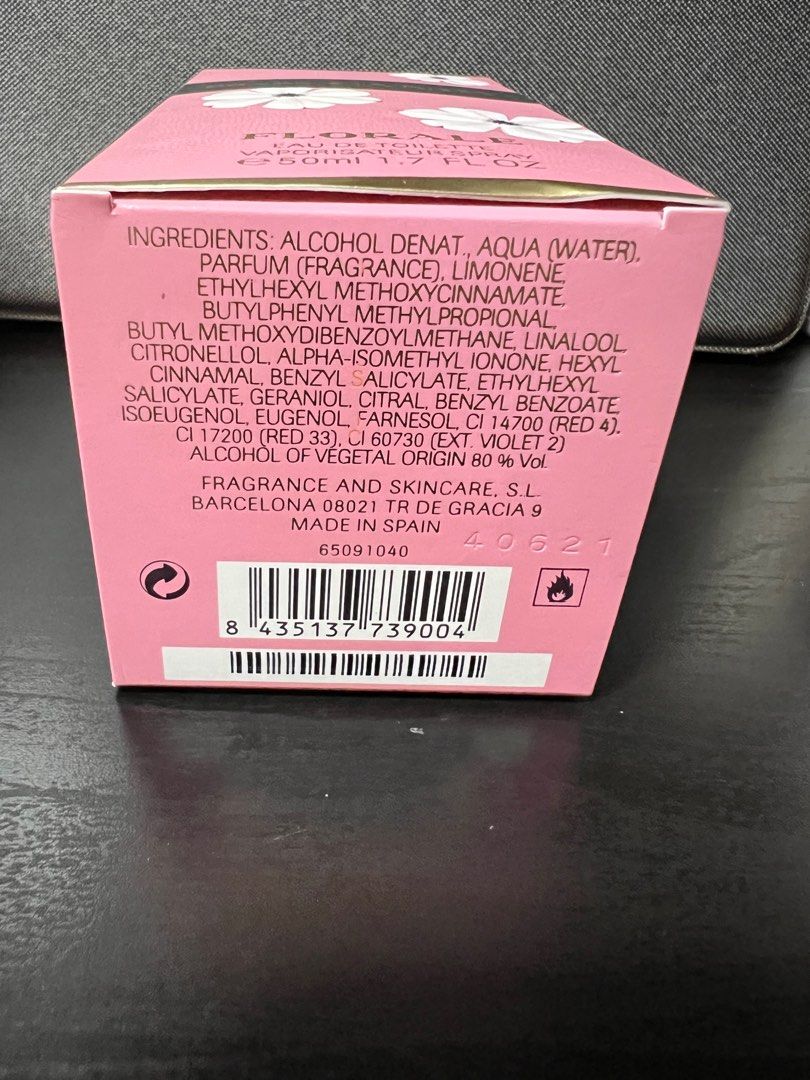 FLORALE
EAU DE TOILETTE
VAPORISATEUR SPRAY
℮ 50ml 1.7 FL OZ
INGREDIENTS: ALCOHOL DENAT., AQUA (WATER),
PARFUM (FRAGRANCE), LIMONENE,
ETHYLHEXYL METHOXYCINNAMATE,
BUTYLPHENYL METHYLPROPIONAL,
BUTYL METHOXYDIBENZOYLMETHANE, LINALOOL,
CITRONELLOL, ALPHA-ISOMETHYL IONONE, HEXYL
CINNAMAL, BENZYL SALICYLATE, ETHYLHEXYL
SALICYLATE, GERANIOL, CITRAL, BENZYL BENZOATE,
ISOEUGENOL, EUGENOL, FARNESOL, CI 14700 (RED 4),
CI 17200 (RED 33), CI 60730 (EXT. VIOLET 2)
ALCOHOL OF VEGETAL ORIGIN 80 % Vol.
FRAGRANCE AND SKINCARE, S.L.
BARCELONA 08021 TR DE GRACIA 9
MADE IN SPAIN
65091040
40621
8 435137 739004